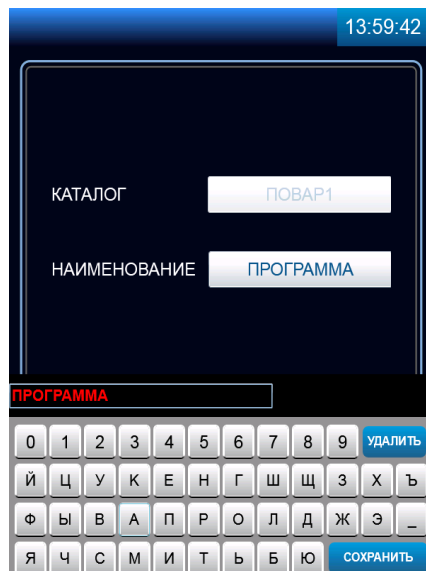 13:59:42
КАТАЛОГ ПОВАР1
НАИМЕНОВАНИЕ ПРОГРАММА
ПРОГРАММА
0 1 2 3 4 5 6 7 8 9 УДАЛИТЬ
Й Ц У К Е Н Г Ш Щ З Х Ъ
Ф Ы В А П Р О Л Д Ж Э _
Я Ч С М И Т Ь Б Ю СОХРАНИТЬ